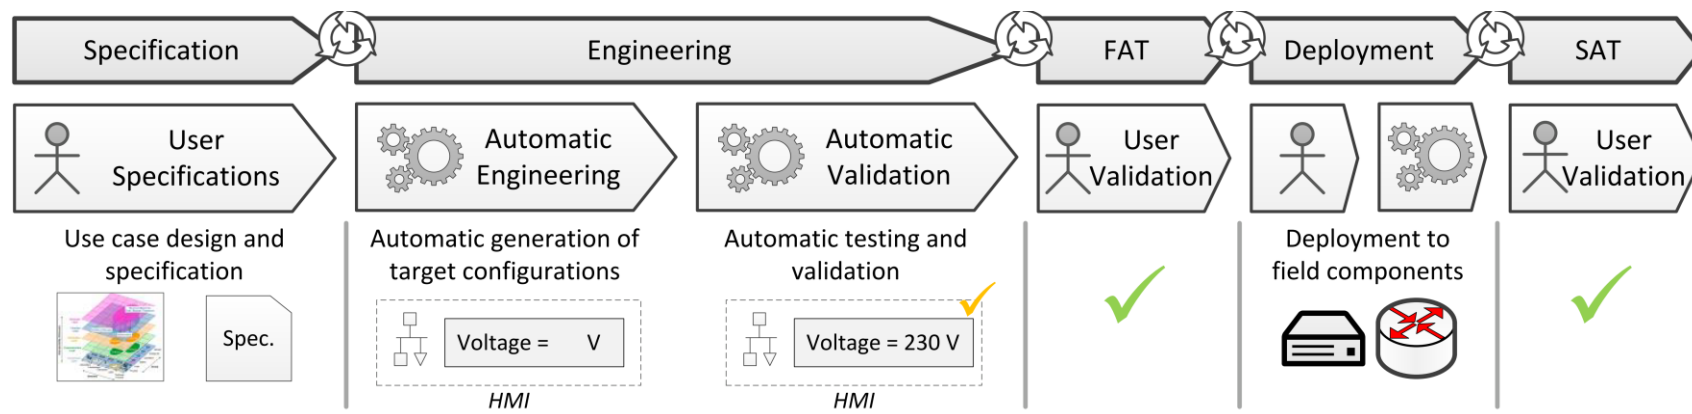 Specification
Engineering
FAT
Deployment
SAT
User
Specifications
Automatic
Engineering
Automatic
Validation
User
Validation
User
Validation
Use case design and
specification
Automatic generation of
target configurations
Automatic testing and
validation
Deployment to
field components
Spec.
Voltage = V
Voltage = 230 V
HMI
HMI